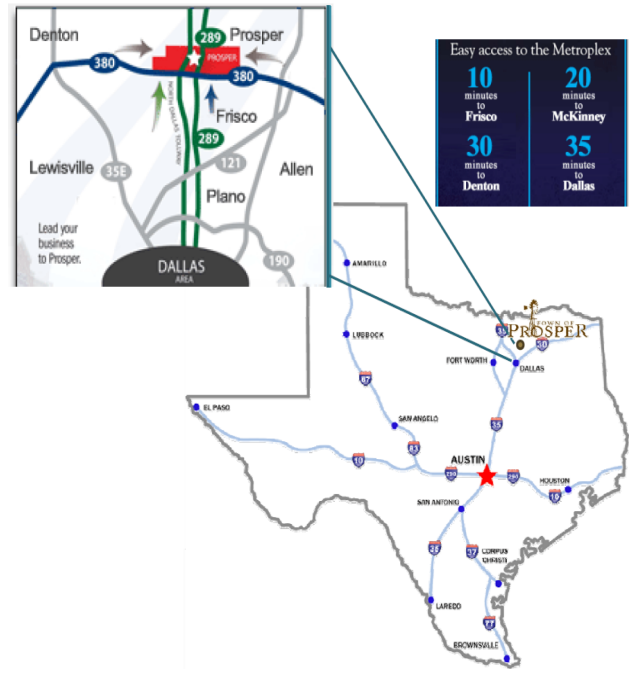 Denton
289
Prosper
PROSPER
380
380
NORTH DALLAS TOLLWAY
Frisco
289
Lewisville
35E
121
Allen
Plano
Lead your
business
to Prosper.
190
DALLAS
AREA
Easy access to the Metroplex
10
minutes
to
Frisco
20
minutes
to
McKinney
30
minutes
to
Denton
35
minutes
to
Dallas
AMARILLO
TOWN OF
PROSPER
35
30
LUBBOCK
FORT WORTH
DALLAS
87
EL PASO
SAN ANGELO
35
83
10
AUSTIN
290
290
HOUSTON
10
SAN ANTONIO
35
37
CORPUS
CHRISTI
LAREDO
77
BROWNSVILLE